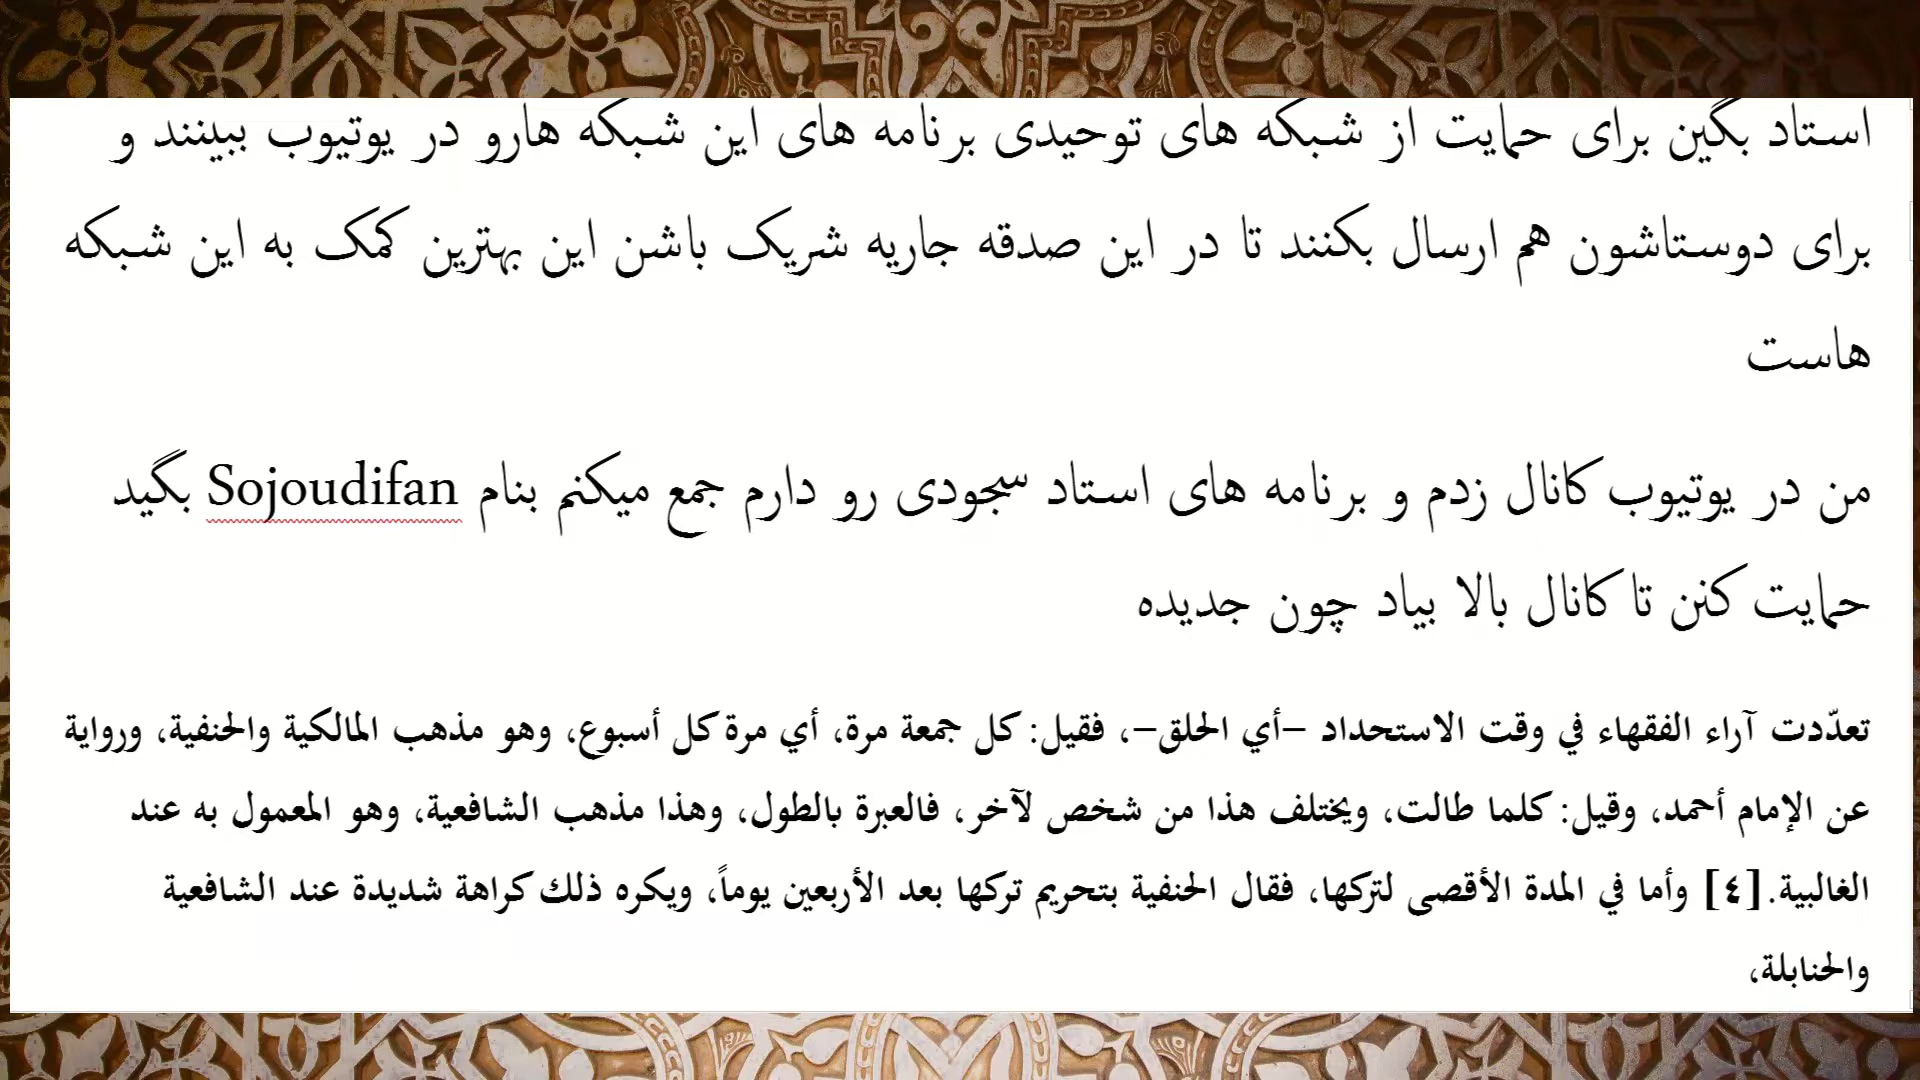 استاد بگین برای حمایت از شبکه های توحیدی برنامه های این شبکه هارو در یوتیوب ببینند و
برای دوستاشون هم ارسال بکنند تا در این صدقه جاریه شریک باشن این بهترین کمک به این شبکه
هاست
من در یوتیوب کانال زدم و برنامه های استاد سجودی رو دارم جمع میکنم بنام Sojoudifan بگید
حمایت کنن تا کانال بالا بیاد چون جدیده
تعدّدت آراء الفقهاء في وقت الاستحداد –أي الحلق–، فقيل: كل جمعة مرة، أي مرة كل أسبوع، وهو مذهب المالكية والحنفية، ورواية
عن الإمام أحمد، وقيل: كلما طالت، ويختلف هذا من شخص لآخر، فالعبرة بالطول، وهذا مذهب الشافعية، وهو المعمول به عند
الغالبية.[٤] وأما في المدة الأقصى لتركها، فقال الحنفية بتحريم تركها بعد الأربعين يوماً، ويكره ذلك كراهة شديدة عند الشافعية
والحنابلة،